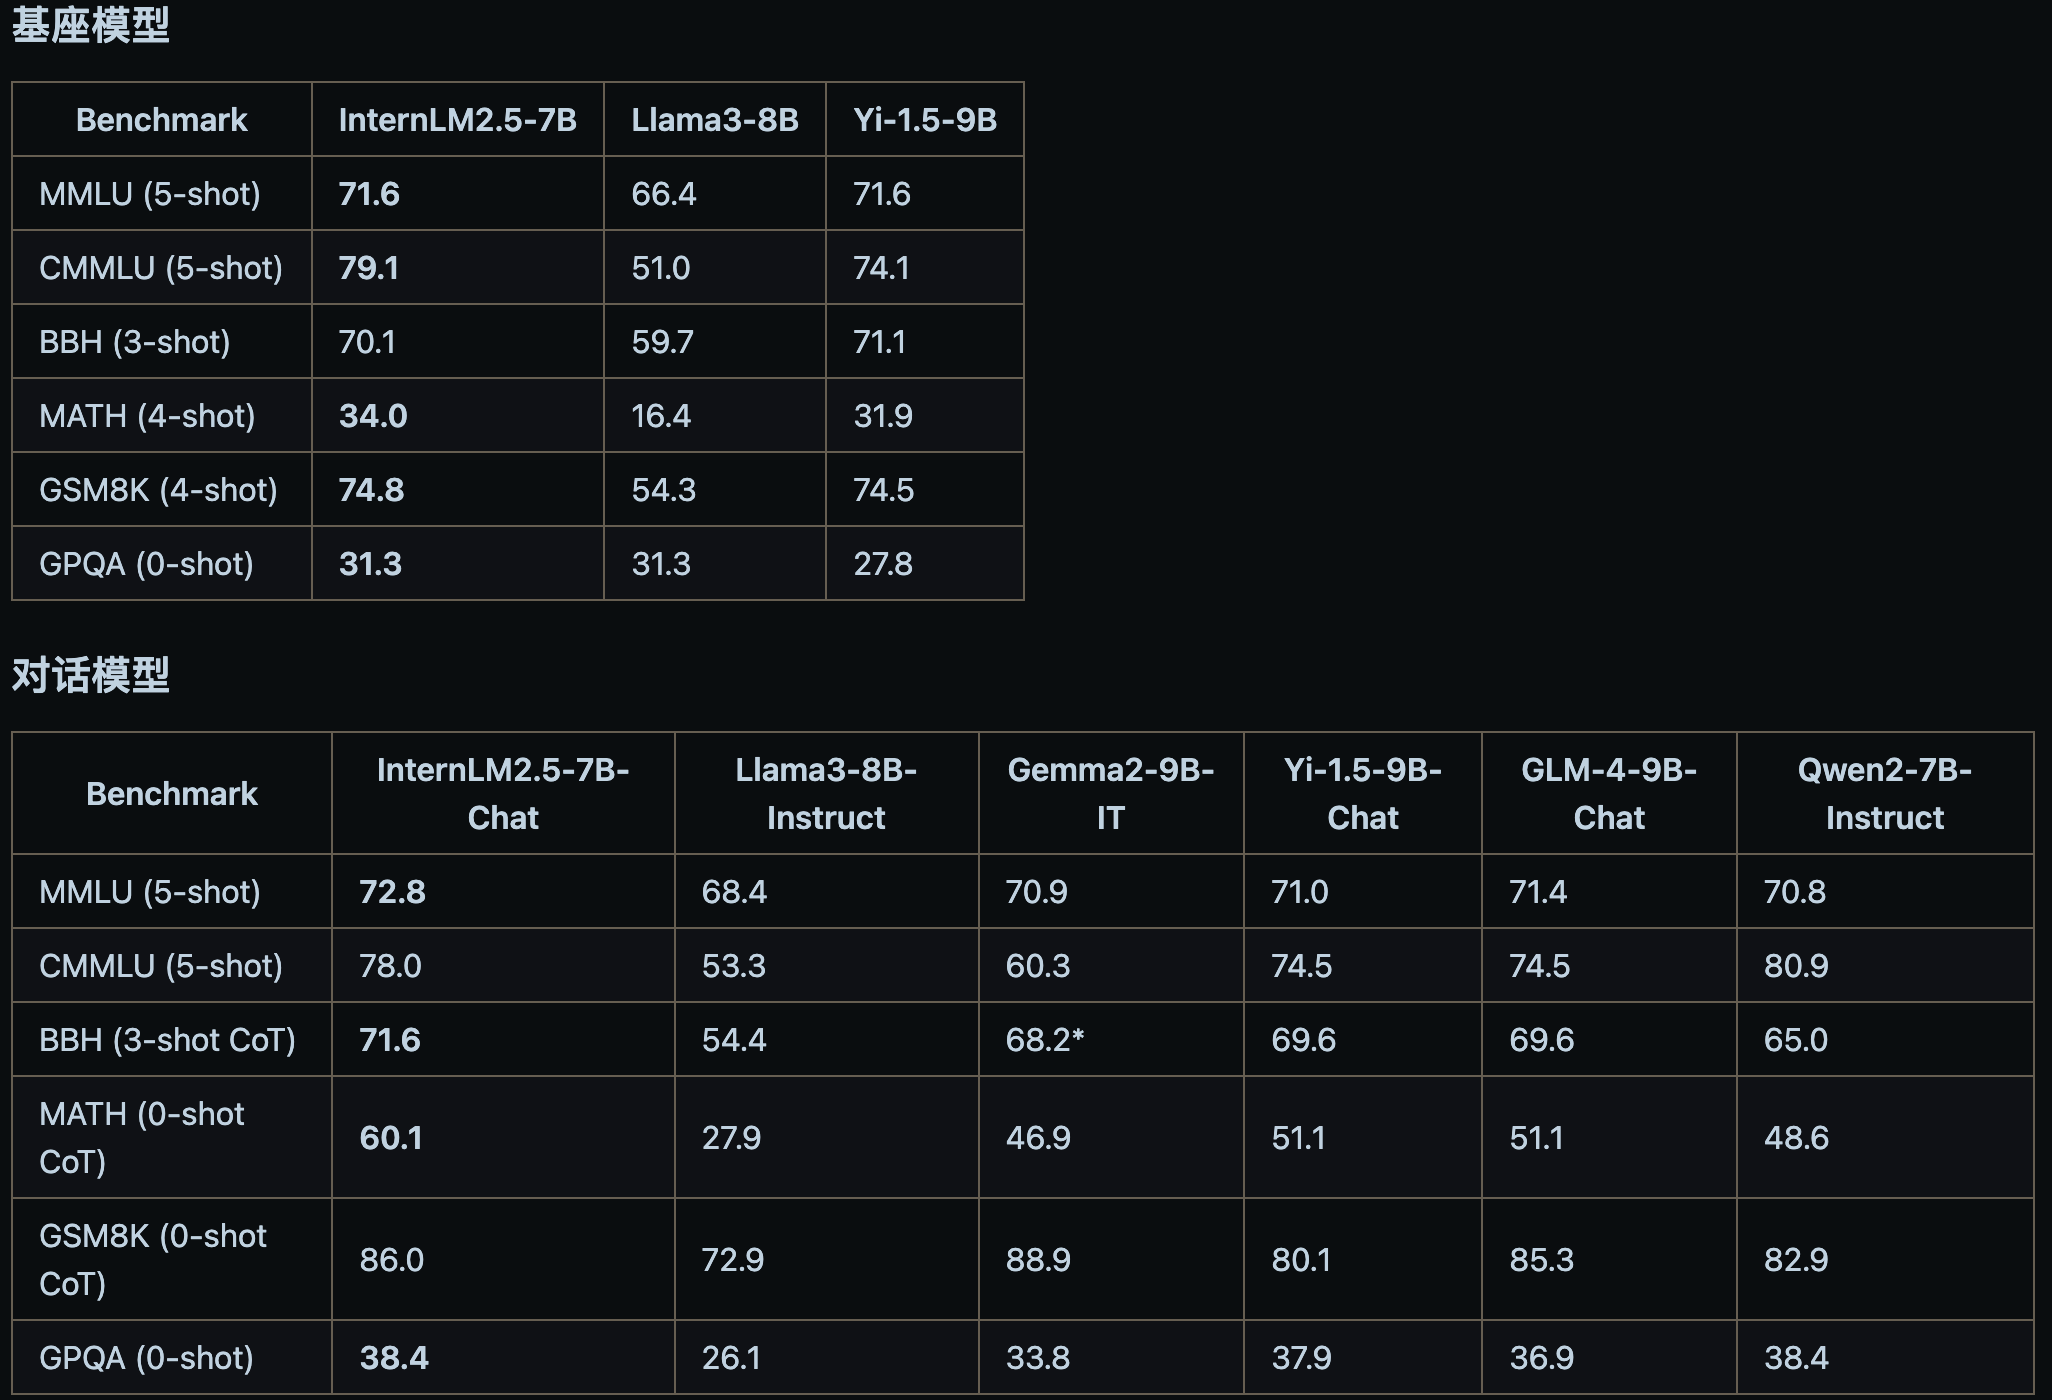 基座模型
Benchmark InternLM2.5-7B Llama3-8B Yi-1.5-9B
MMLU (5-shot) 71.6 66.4 71.6
CMMLU (5-shot) 79.1 51.0 74.1
BBH (3-shot) 70.1 59.7 71.1
MATH (4-shot) 34.0 16.4 31.9
GSM8K (4-shot) 74.8 54.3 74.5
GPQA (0-shot) 31.3 31.3 27.8
对话模型
Benchmark InternLM2.5-7B-Chat Llama3-8B-Instruct Gemma2-9B-IT Yi-1.5-9B-Chat GLM-4-9B-Chat Qwen2-7B-Instruct
MMLU (5-shot) 72.8 68.4 70.9 71.0 71.4 70.8
CMMLU (5-shot) 78.0 53.3 60.3 74.5 74.5 80.9
BBH (3-shot CoT) 71.6 54.4 68.2* 69.6 69.6 65.0
MATH (0-shot CoT) 60.1 27.9 46.9 51.1 51.1 48.6
GSM8K (0-shot CoT) 86.0 72.9 88.9 80.1 85.3 82.9
GPQA (0-shot) 38.4 26.1 33.8 37.9 36.9 38.4